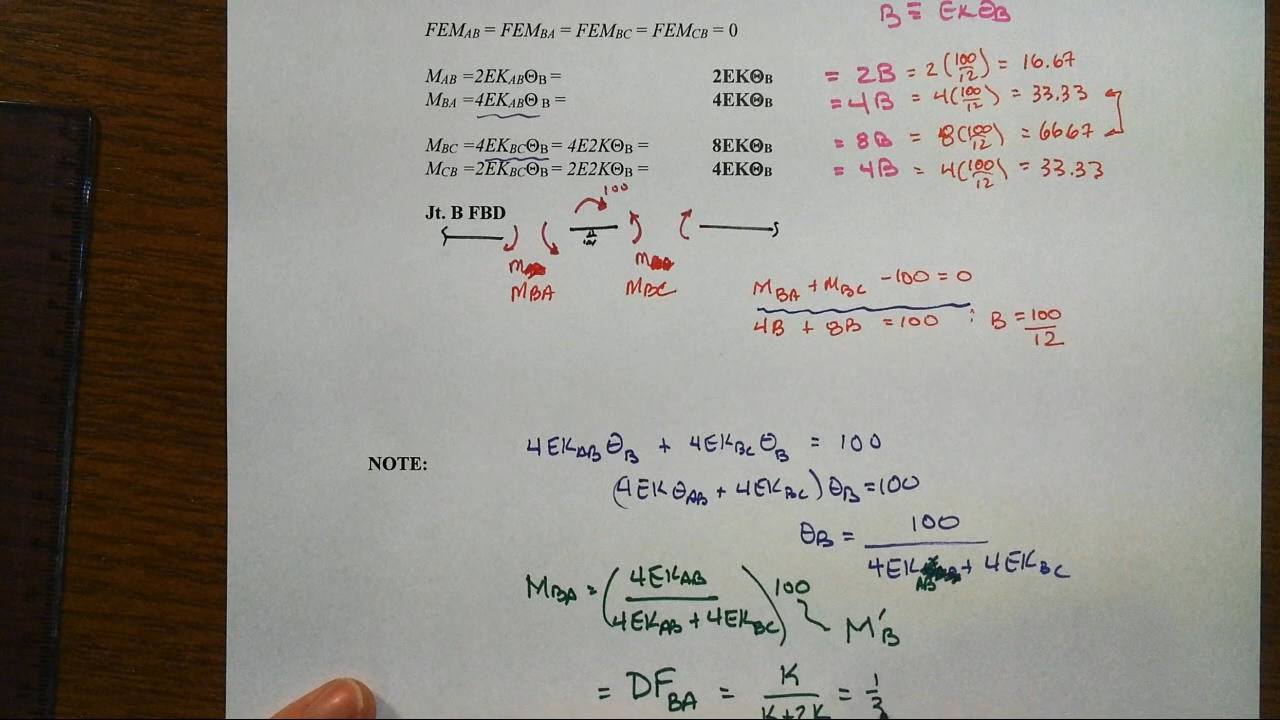 B ≡ EKΘB
FEMAB = FEMBA = FEMBC = FEMCB = 0
MAB =2EKABΘB = 2EKΘB = 2B = 2(100/12) = 16.67
MBA =4EKABΘB = 4EKΘB = 4B = 4(100/12) = 33.33
MBC =4EKBCΘB = 4E2KΘB = 8EKΘB = 8B = 8(100/12) = 6667
MCB =2EKBCΘB = 2E2KΘB = 4EKΘB = 4B = 4(100/12) = 33.33
100
Jt. B FBD
M M
MBA MBC
MBA + MBC - 100 = 0
4B + 8B = 100 : B = 100/12
4EKABΘB + 4EKBCΘB = 100
NOTE:
(4EKΘAB + 4EKBC)ΘB = 100
ΘB = 100 / 4EKAB + 4EKBC
MBA = (4EKAB / 4EKAB + 4EKBC) 100
M'B
= DFBA = K / K+2K = 1/3